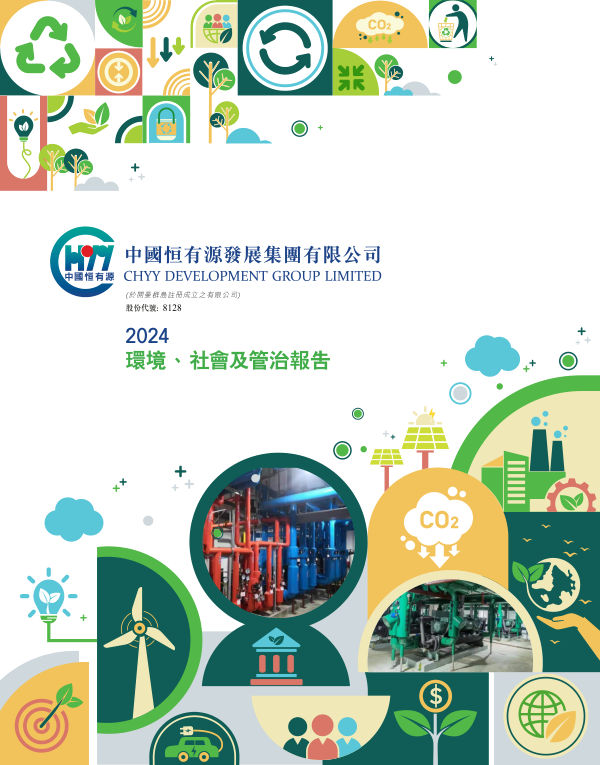 CO2
HYY
中國恒有源
中國恒有源發展集團有限公司
CHYY DEVELOPMENT GROUP LIMITED
(於開曼群島註冊成立之有限公司)
股份代號: 8128
2024
環境、社會及管治報告
CO2
$